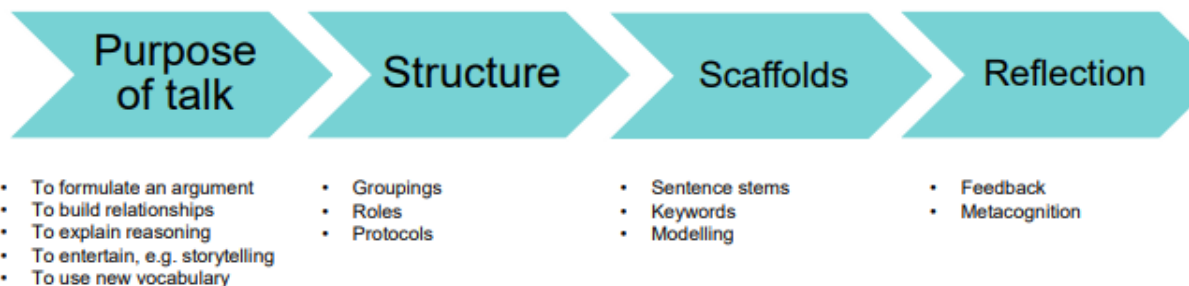 Purpose
of talk
Structure
Scaffolds
Reflection
• To formulate an argument
• To build relationships
• To explain reasoning
• To entertain, e.g. storytelling
• To use new vocabulary
• Groupings
• Roles
• Protocols
• Sentence stems
• Keywords
• Modelling
• Feedback
• Metacognition